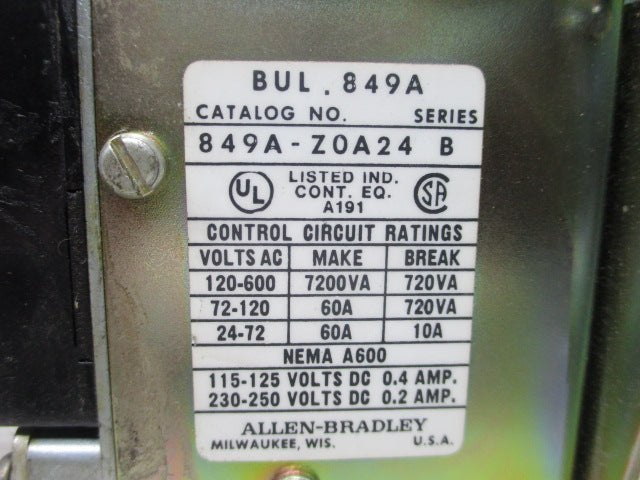 BUL. 849A
CATALOG NO. SERIES
849A-Z0A24 B
UL LISTED IND. CONT. EQ. A191 SA
CONTROL CIRCUIT RATINGS
VOLTS AC MAKE BREAK
120-600 7200VA 720VA
72-120 60A 720VA
24-72 60A 10A
NEMA A600
115-125 VOLTS DC 0.4 AMP.
230-250 VOLTS DC 0.2 AMP.
ALLEN-BRADLEY
MILWAUKEE, WIS. U.S.A.